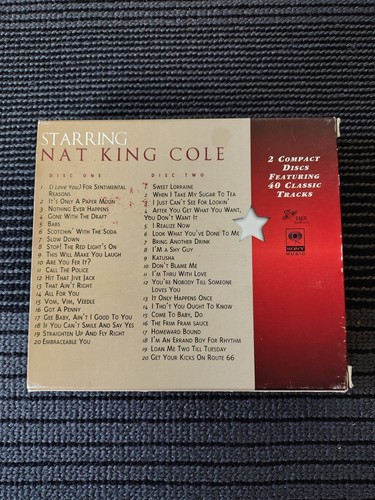 STARRING
NAT KING COLE
DISC ONE
1 (I Love You) For Sentimental
Reasons
2 It's Only A Paper Moon
3 Nothing Ever Happens
4 Gone With The Draft
5 Babs
6 Scotchin' With The Soda
7 Slow Down
8 Stop! The Red Light's On
9 This Will Make You Laugh
10 Are You Fer It?
11 Call The Police
12 Hit That Jive Jack
13 That Ain't Right
14 All For You
15 Vom, Vim, Veedle
16 Got A Penny
17 Gee Baby, Ain't I Good To You
18 If You Can't Smile And Say Yes
19 Straighten Up And Fly Right
20 Embraceable You
DISC TWO
1 Sweet Lorraine
2 When I Take My Sugar To Tea
3 I Just Can't See For Lookin'
4 After You Get What You Want,
You Don't Want It
5 I Realize Now
6 Look What You've Done To Me
7 Bring Another Drink
8 I'm A Shy Guy
9 Katusha
10 Don't Blame Me
11 I'm Thru With Love
12 You're Nobody Till Someone
Loves You
13 It Only Happens Once
14 I Tho't You Ought To Know
15 Come To Baby, Do
16 The Frim Fram Sauce
17 Homeward Bound
18 I'm An Errand Boy For Rhythm
19 Loan Me Two Till Tuesday
20 Get Your Kicks On Route 66
2 Compact
Discs
Featuring
40 Classic
Tracks
SONY
MUSIC